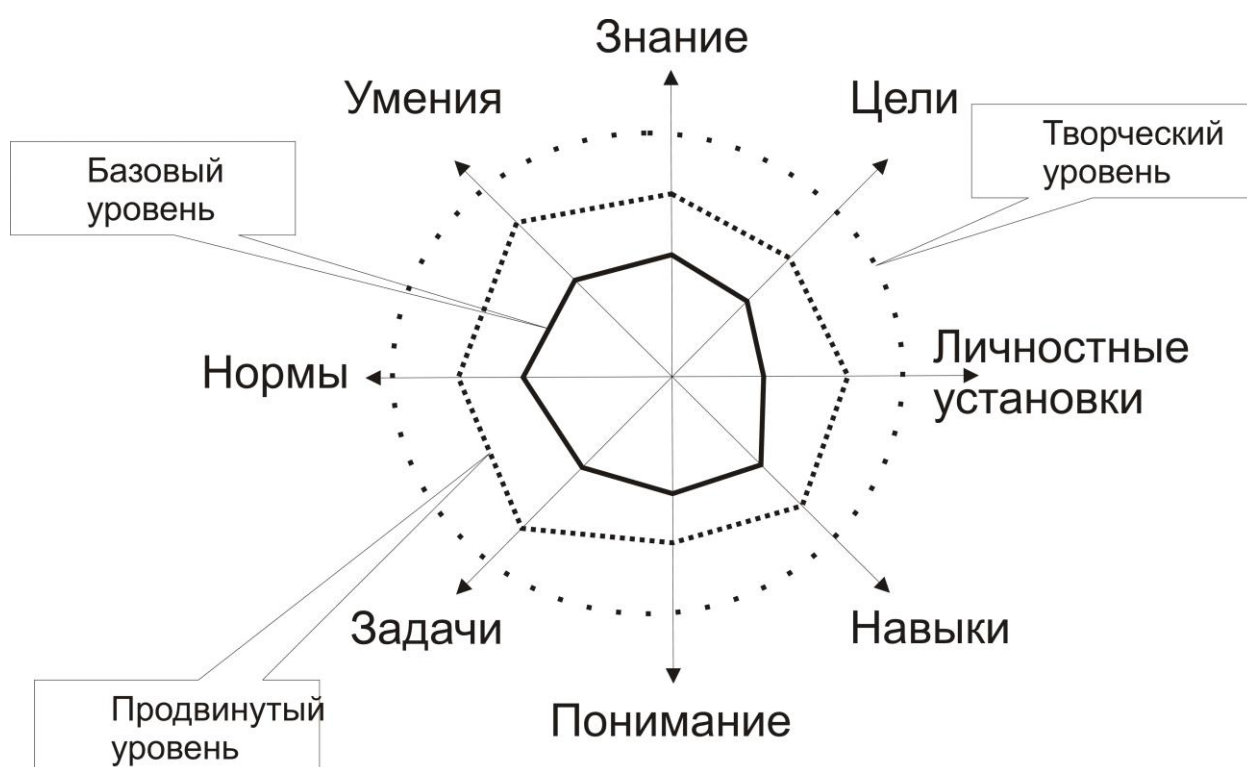 Знание
Умения
Цели
Творческий
уровень
Базовый
уровень
Личностные
установки
Нормы
Задачи
Навыки
Понимание
Продвинутый
уровень